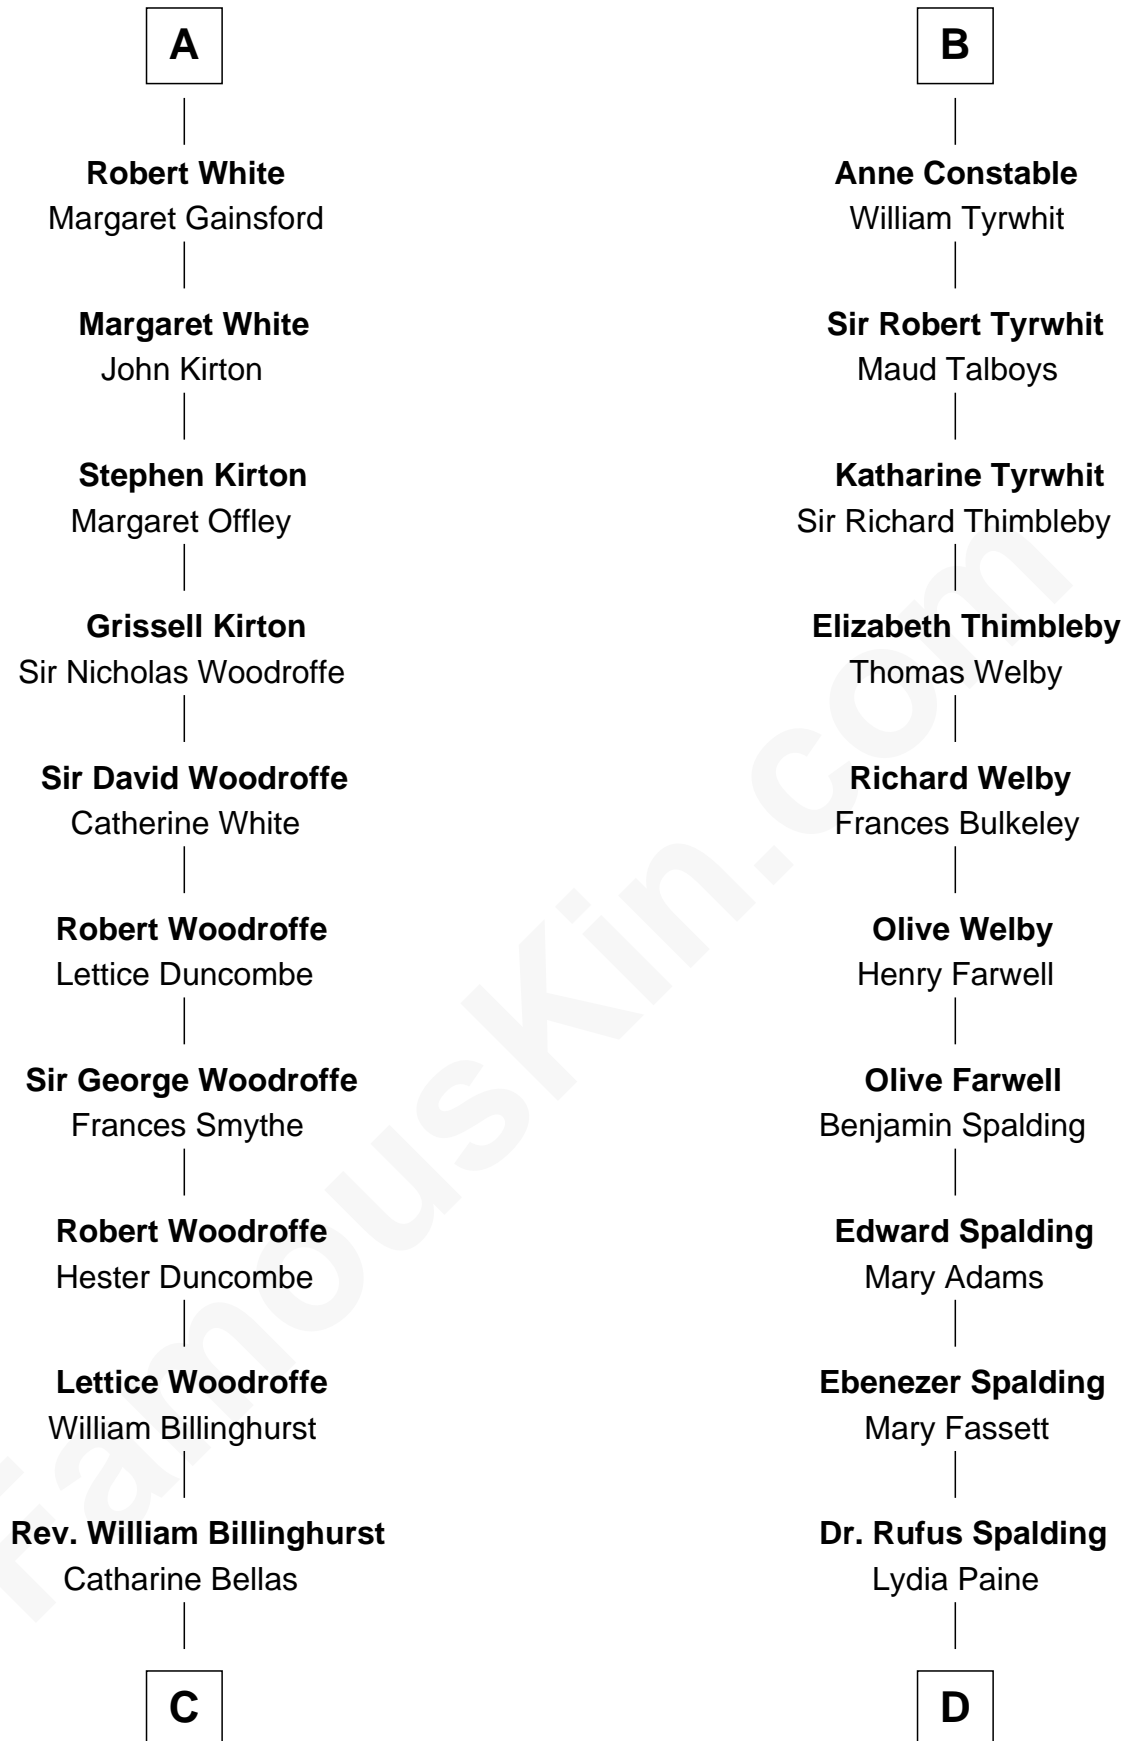 A
Robert White
Margaret Gainsford
Margaret White
John Kirton
Stephen Kirton
Margaret Offley
Grissell Kirton
Sir Nicholas Woodroffe
Sir David Woodroffe
Catherine White
Robert Woodroffe
Lettice Duncombe
Sir George Woodroffe
Frances Smythe
Robert Woodroffe
Hester Duncombe
Lettice Woodroffe
William Billinghurst
Rev. William Billinghurst
Catharine Bellas
C
B
Anne Constable
William Tyrwhit
Sir Robert Tyrwhit
Maud Talboys
Katharine Tyrwhit
Sir Richard Thimbleby
Elizabeth Thimbleby
Thomas Welby
Richard Welby
Frances Bulkeley
Olive Welby
Henry Farwell
Olive Farwell
Benjamin Spalding
Edward Spalding
Mary Adams
Ebenezer Spalding
Mary Fassett
Dr. Rufus Spalding
Lydia Paine
D
FamousKin.com